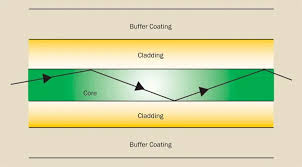 Buffer Coating
Cladding
Core
Cladding
Buffer Coating